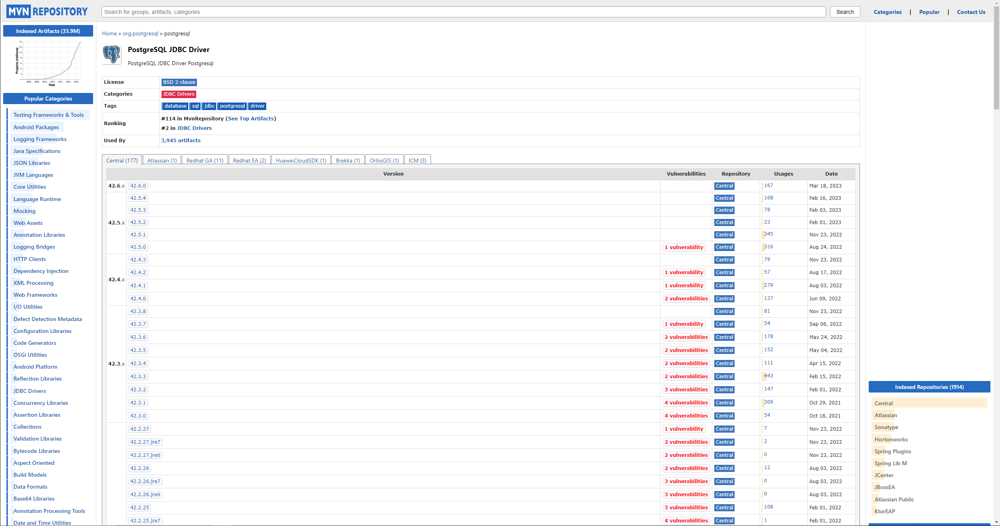 MVN REPOSITORY
Search for groups, artifacts, categories
Search
Categories | Popular | Contact Us
Indexed Artifacts (33.9M)
Projects (millions)
Year
Popular Categories
Testing Frameworks & Tools
Android Packages
Logging Frameworks
Java Specifications
JSON Libraries
JVM Languages
Core Utilities
Language Runtime
Mocking
Web Assets
Annotation Libraries
Logging Bridges
HTTP Clients
Dependency Injection
XML Processing
Web Frameworks
I/O Utilities
Defect Detection Metadata
Configuration Libraries
Code Generators
OSGi Utilities
Android Platform
Reflection Libraries
JDBC Drivers
Concurrency Libraries
Assertion Libraries
Collections
Validation Libraries
Bytecode Libraries
Aspect Oriented
Build Models
Data Formats
Base64 Libraries
Annotation Processing Tools
Date and Time Utilities
Home » org.postgresql » postgresql
PostgreSQL JDBC Driver
PostgreSQL JDBC Driver Postgresql
License BSD 2-clause
Categories JDBC Drivers
Tags database sql jdbc postgresql driver
Ranking #114 in MvnRepository (See Top Artifacts)
#2 in JDBC Drivers
Used By 3,945 artifacts
Central (177) Atlassian (1) Redhat GA (11) Redhat EA (2) HuaweiCloudSDK (1) Brekka (1) OrbisGIS (1) ICM (3)
Version Vulnerabilities Repository Usages Date
42.6.x 42.6.0 Central 167 Mar 18, 2023
42.5.x
42.5.4 Central 168 Feb 16, 2023
42.5.3 Central 78 Feb 03, 2023
42.5.2 Central 23 Feb 01, 2023
42.5.1 Central 345 Nov 23, 2022
42.5.0 1 vulnerability Central 316 Aug 24, 2022
42.4.x
42.4.3 Central 79 Nov 23, 2022
42.4.2 1 vulnerability Central 57 Aug 17, 2022
42.4.1 1 vulnerability Central 279 Aug 03, 2022
42.4.0 2 vulnerabilities Central 137 Jun 09, 2022
42.3.x
42.3.8 Central 81 Nov 23, 2022
42.3.7 1 vulnerability Central 54 Sep 06, 2022
42.3.6 2 vulnerabilities Central 178 May 24, 2022
42.3.5 2 vulnerabilities Central 152 May 04, 2022
42.3.4 2 vulnerabilities Central 111 Apr 15, 2022
42.3.3 2 vulnerabilities Central 443 Feb 15, 2022
42.3.2 3 vulnerabilities Central 147 Feb 01, 2022
42.3.1 4 vulnerabilities Central 309 Oct 29, 2021
42.3.0 4 vulnerabilities Central 54 Oct 18, 2021
42.2.27 1 vulnerability Central 7 Nov 23, 2022
42.2.27.jre7 2 vulnerabilities Central 2 Nov 23, 2022
42.2.27.jre6 2 vulnerabilities Central 0 Nov 23, 2022
42.2.26 2 vulnerabilities Central 12 Aug 03, 2022
42.2.26.jre7 3 vulnerabilities Central 0 Aug 03, 2022
42.2.26.jre6 3 vulnerabilities Central 0 Aug 03, 2022
42.2.25 3 vulnerabilities Central 108 Feb 01, 2022
42.2.25.jre7 4 vulnerabilities Central 1 Feb 01, 2022
Indexed Repositories (1914)
Central
Atlassian
Sonatype
Hortonworks
Spring Plugins
Spring Lib M
JCenter
JBossEA
Atlassian Public
KtorEAP